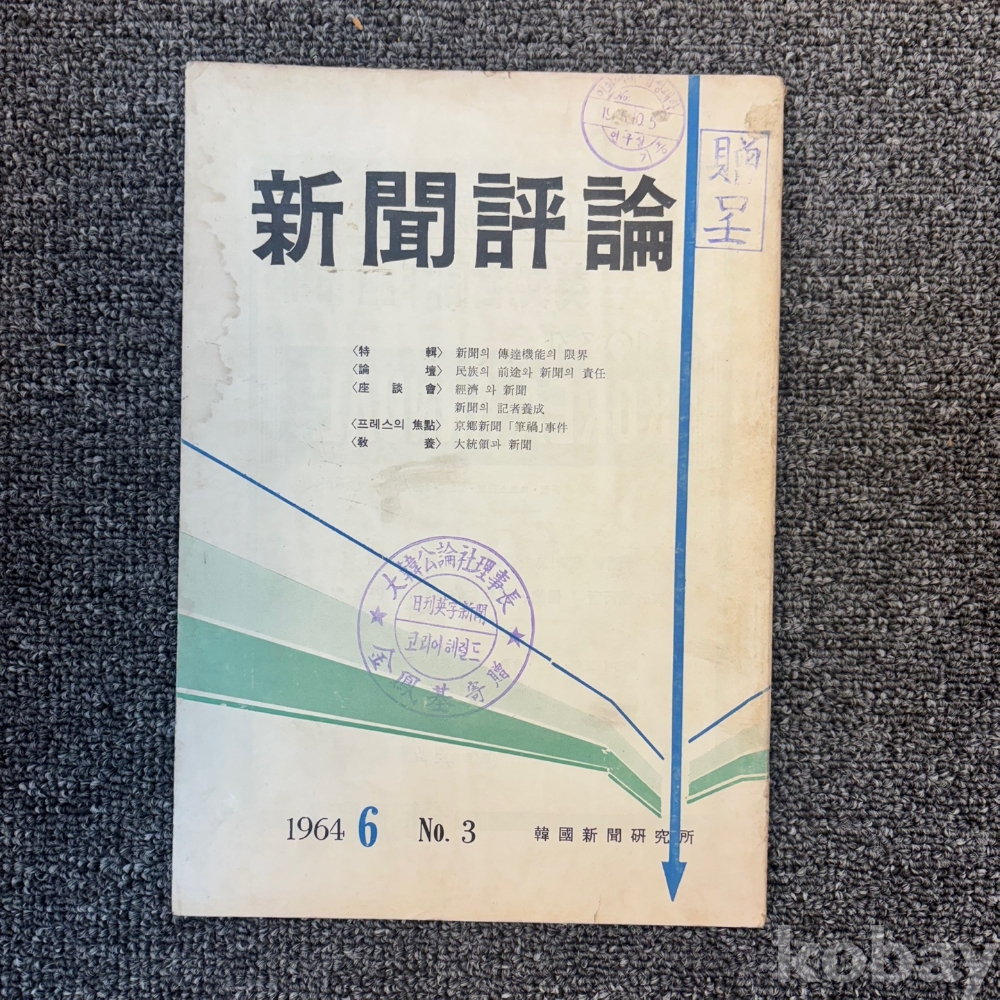 新聞評論
贈呈
〈特輯〉 新聞의 傳達機能의 限界
〈論壇〉 民族의 前途와 新聞의 責任
〈座談會〉 經濟 와 新聞
新聞의 記者養成
〈프레스의 焦點〉 京鄕新聞「筆禍」事件
〈敎養〉 大統領과 新聞
大韓公論社理事長
日刊英字新聞
코리아헤럴드
金鳳基
1964 6 No. 3 韓國新聞硏究所
kobay